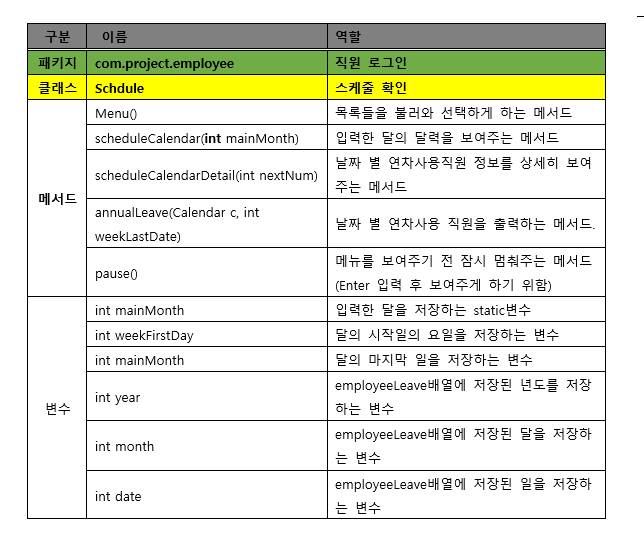 구분 이름 역할
패키지 com.project.employee 직원 로그인
클래스 Schdule 스케줄 확인
메서드
Menu() 목록들을 불러와 선택하게 하는 메서드
scheduleCalendar(int mainMonth) 입력한 달의 달력을 보여주는 메서드
scheduleCalendarDetail(int nextNum) 날짜 별 연차사용직원 정보를 상세히 보여
주는 메서드
annualLeave(Calendar c, int
weekLastDate)
날짜 별 연차사용 직원을 출력하는 메서드.
pause() 메뉴를 보여주기 전 잠시 멈춰주는 메서드
(Enter 입력 후 보여주게 하기 위함)
변수
int mainMonth 입력한 달을 저장하는 static변수
int weekFirstDay 달의 시작일의 요일을 저장하는 변수
int mainMonth 달의 마지막 일을 저장하는 변수
int year employeeLeave배열에 저장된 년도를 저장
하는 변수
int month employeeLeave배열에 저장된 달을 저장하
는 변수
int date employeeLeave배열에 저장된 일을 저장하
는 변수